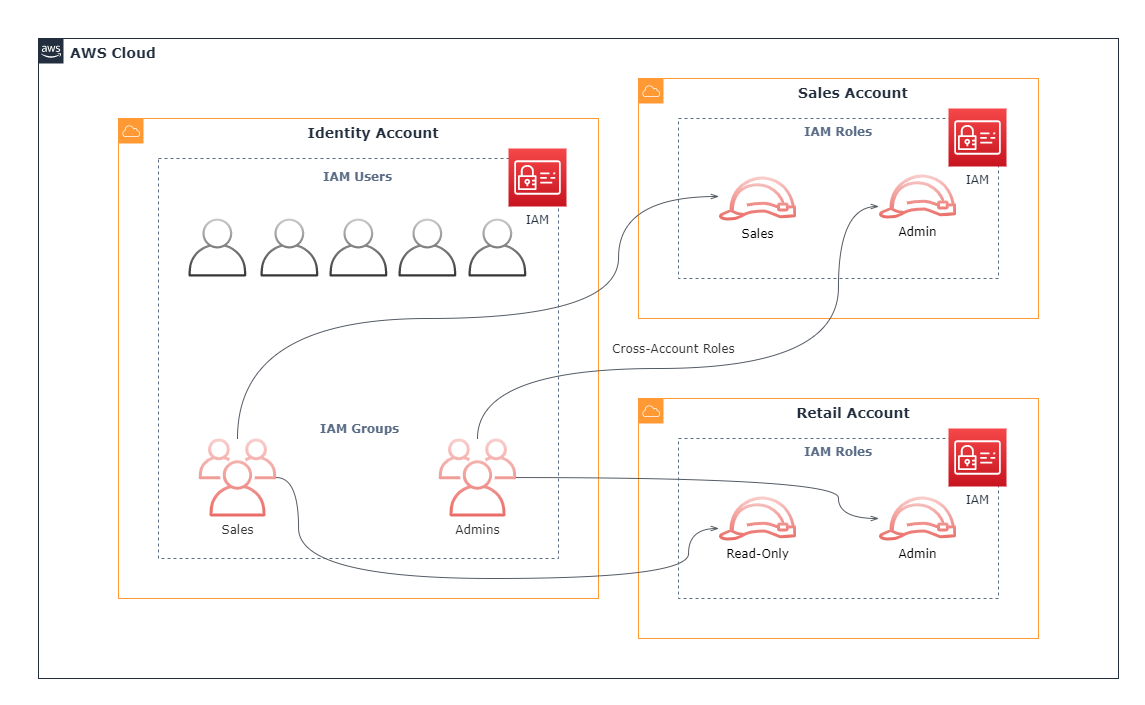 aws
AWS Cloud
Identity Account
IAM Users
IAM
IAM Groups
Sales
Admins
Sales Account
IAM Roles
IAM
Sales
Admin
Cross-Account Roles
Retail Account
IAM Roles
IAM
Read-Only
Admin